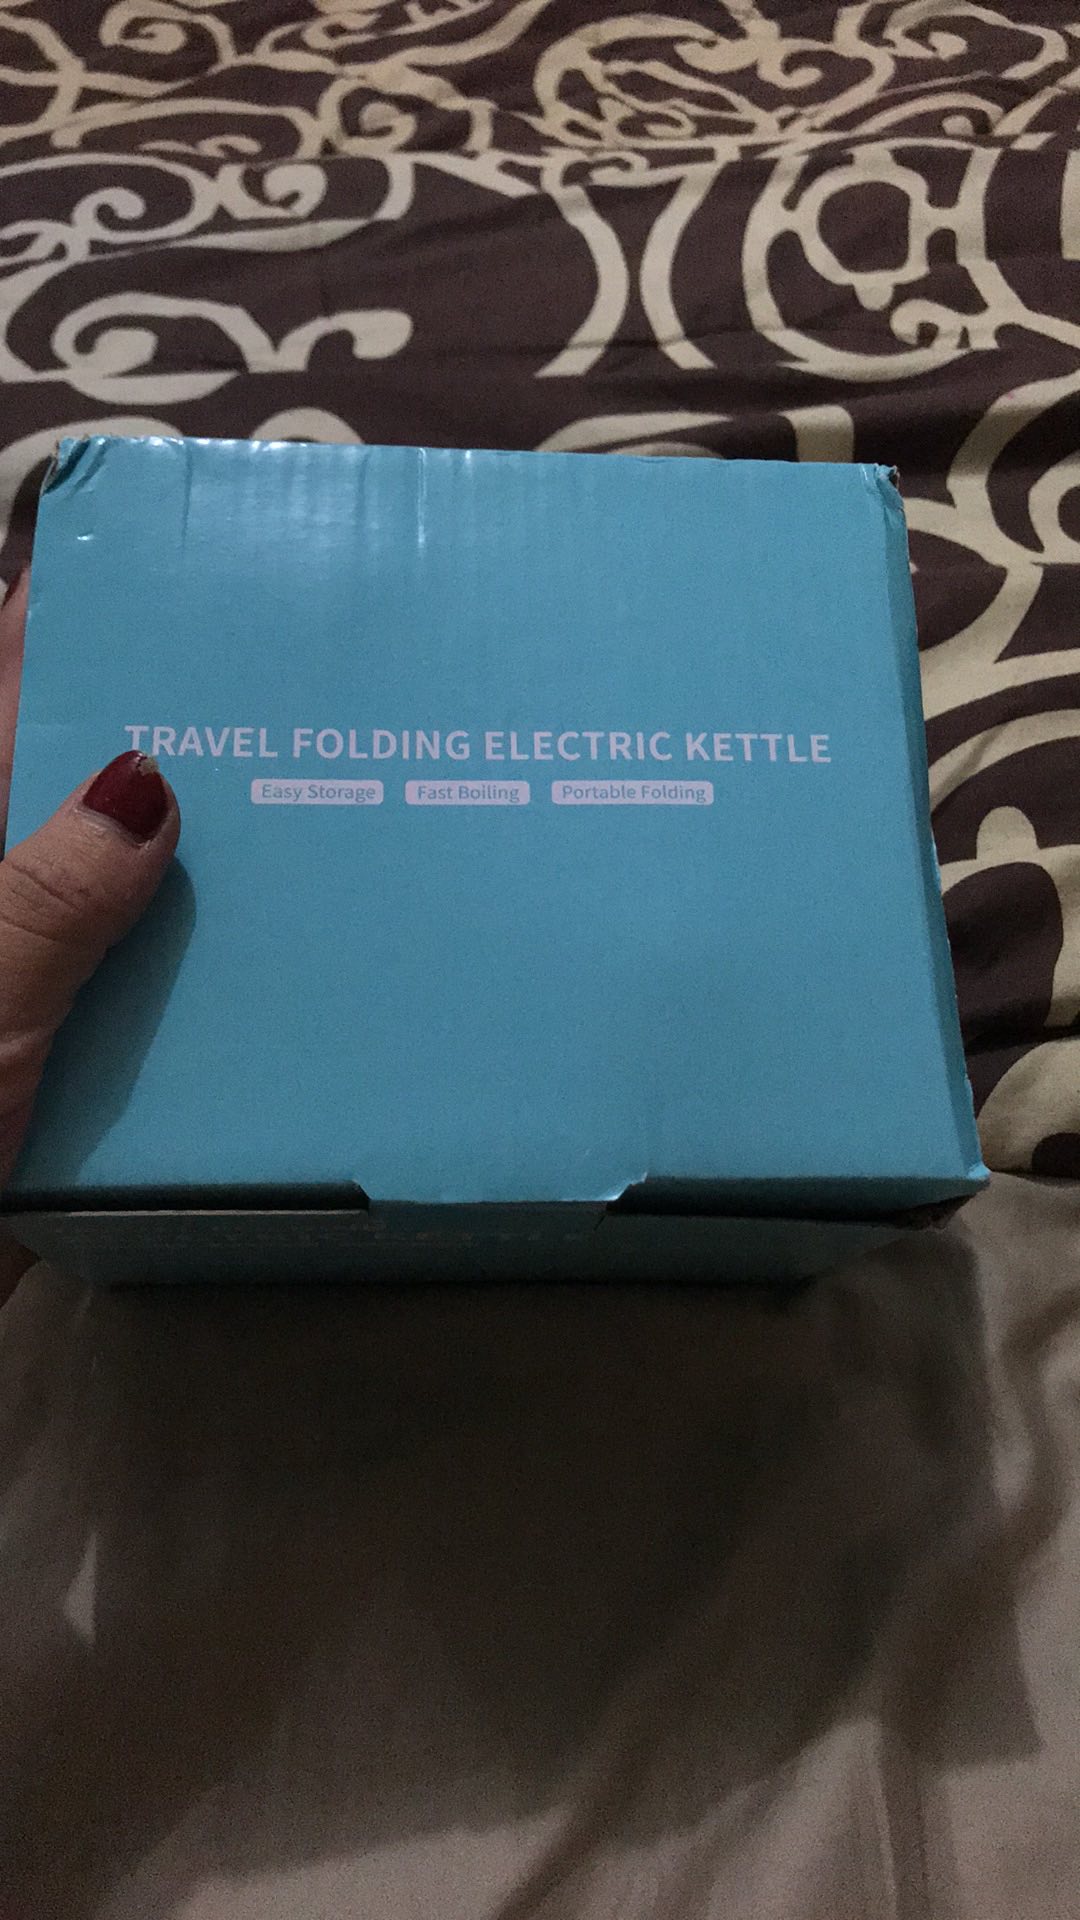 TRAVEL FOLDING ELECTRIC KETTLE
Easy Storage Fast Boiling Portable Folding